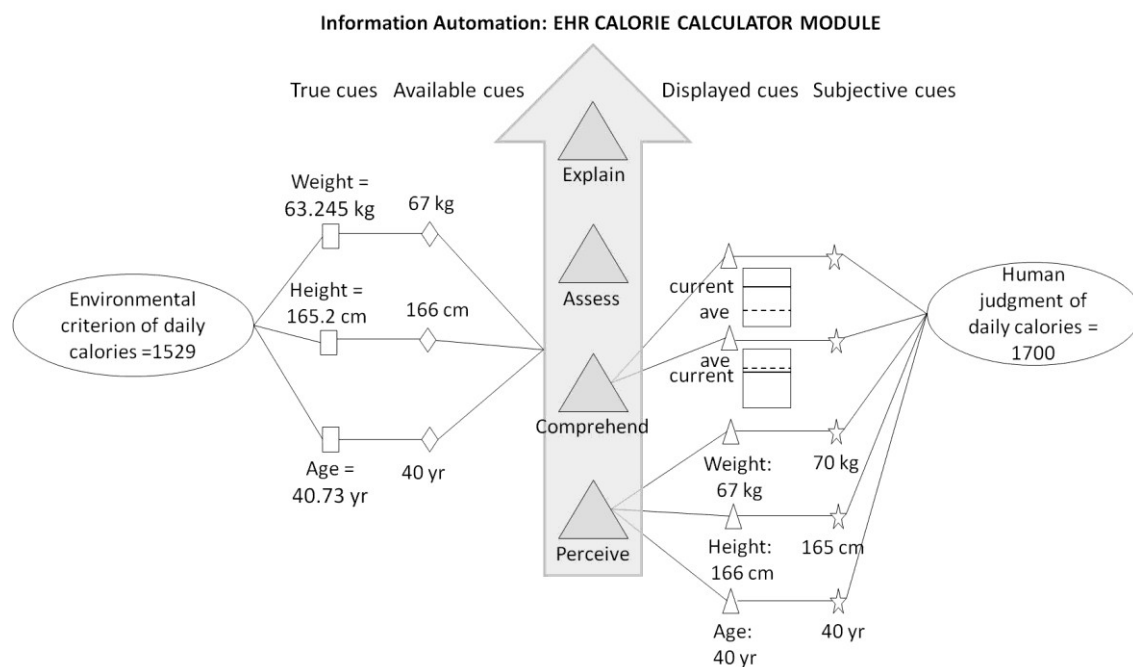 Information Automation: EHR CALORIE CALCULATOR MODULE
True cues
Available cues
Displayed cues
Subjective cues
Weight =
63.245 kg
67 kg
Height =
165.2 cm
166 cm
Age =
40.73 yr
40 yr
Environmental
criterion of daily
calories =1529
Explain
Assess
Comprehend
Perceive
current
ave
ave
current
Weight:
67 kg
70 kg
Height:
166 cm
165 cm
Age:
40 yr
40 yr
Human
judgment of
daily calories =
1700